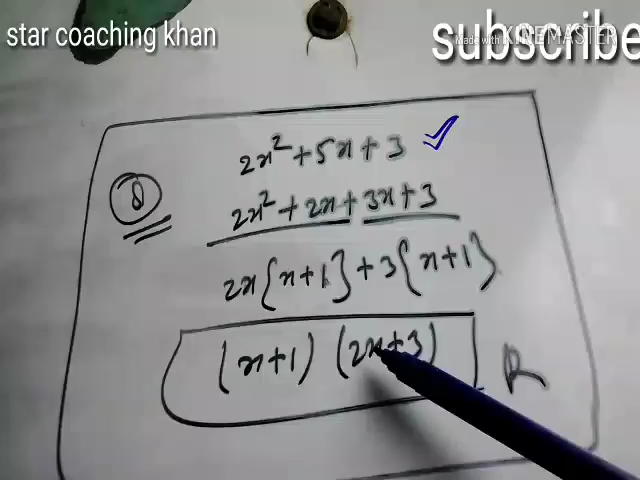 star coaching khan
subscribe
Made with KINEMASTER
2x² + 5x + 3 ✓
8
2x² + 2x + 3x + 3
2x{x+1} + 3{x+1}
(x+1) (2x+3)
R